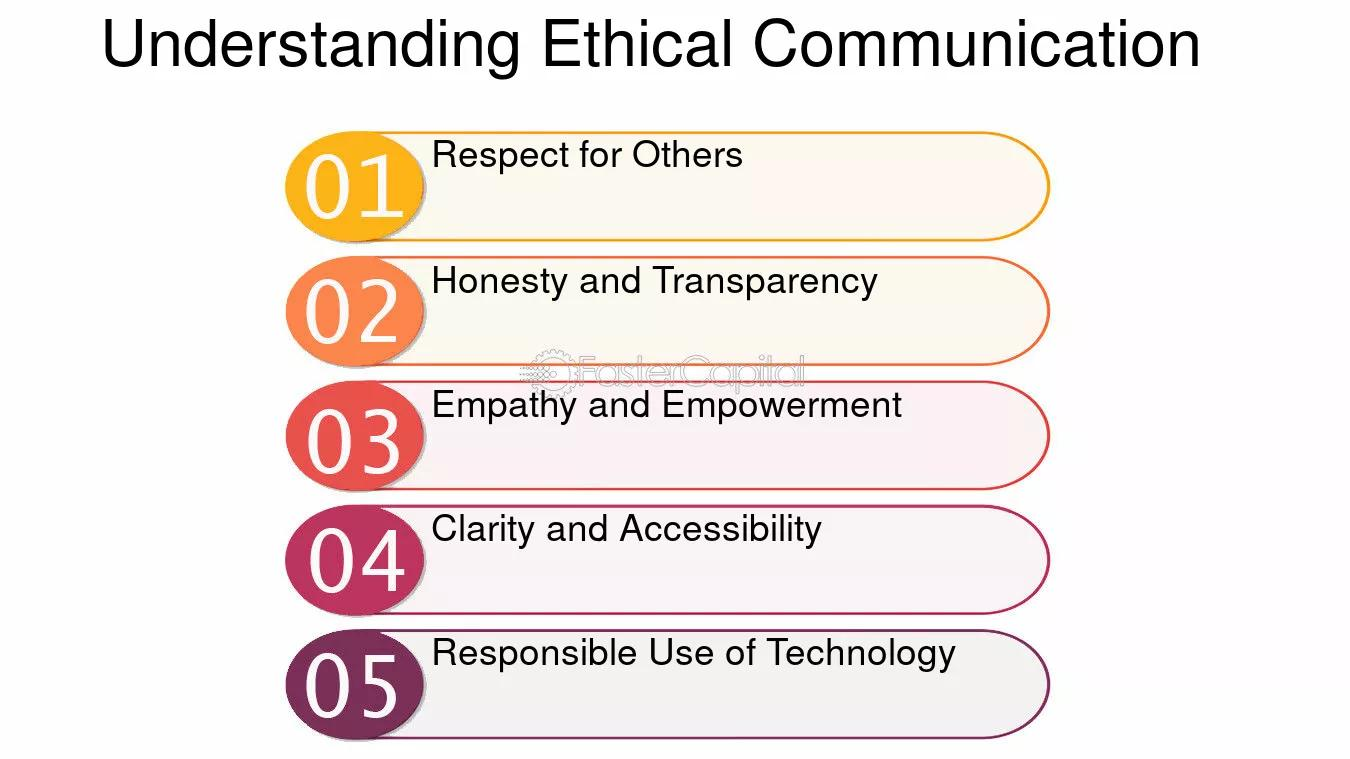 Understanding Ethical Communication
01
Respect for Others
02
Honesty and Transparency
FasterCapital
03
Empathy and Empowerment
04
Clarity and Accessibility
05
Responsible Use of Technology